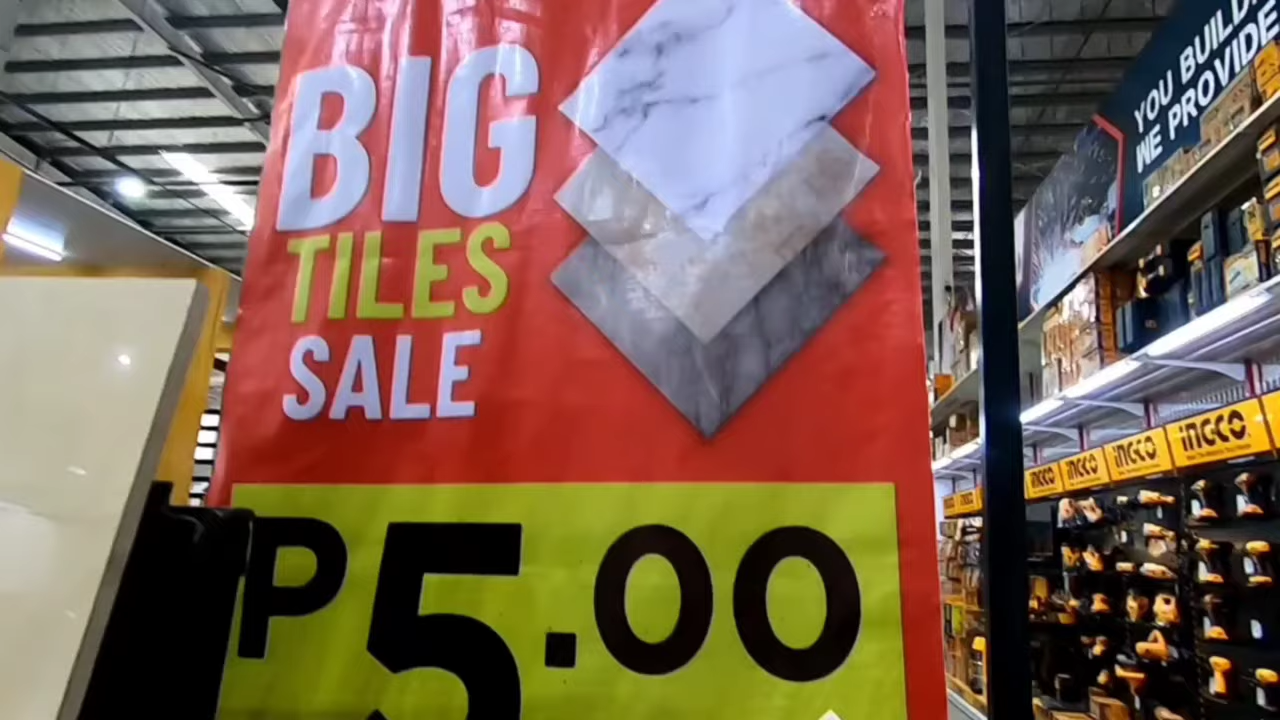 BIG
TILES
SALE
P5.00
YOU BUILD.
WE PROVIDE
INGCO
INGCO
INGCO
INGCO